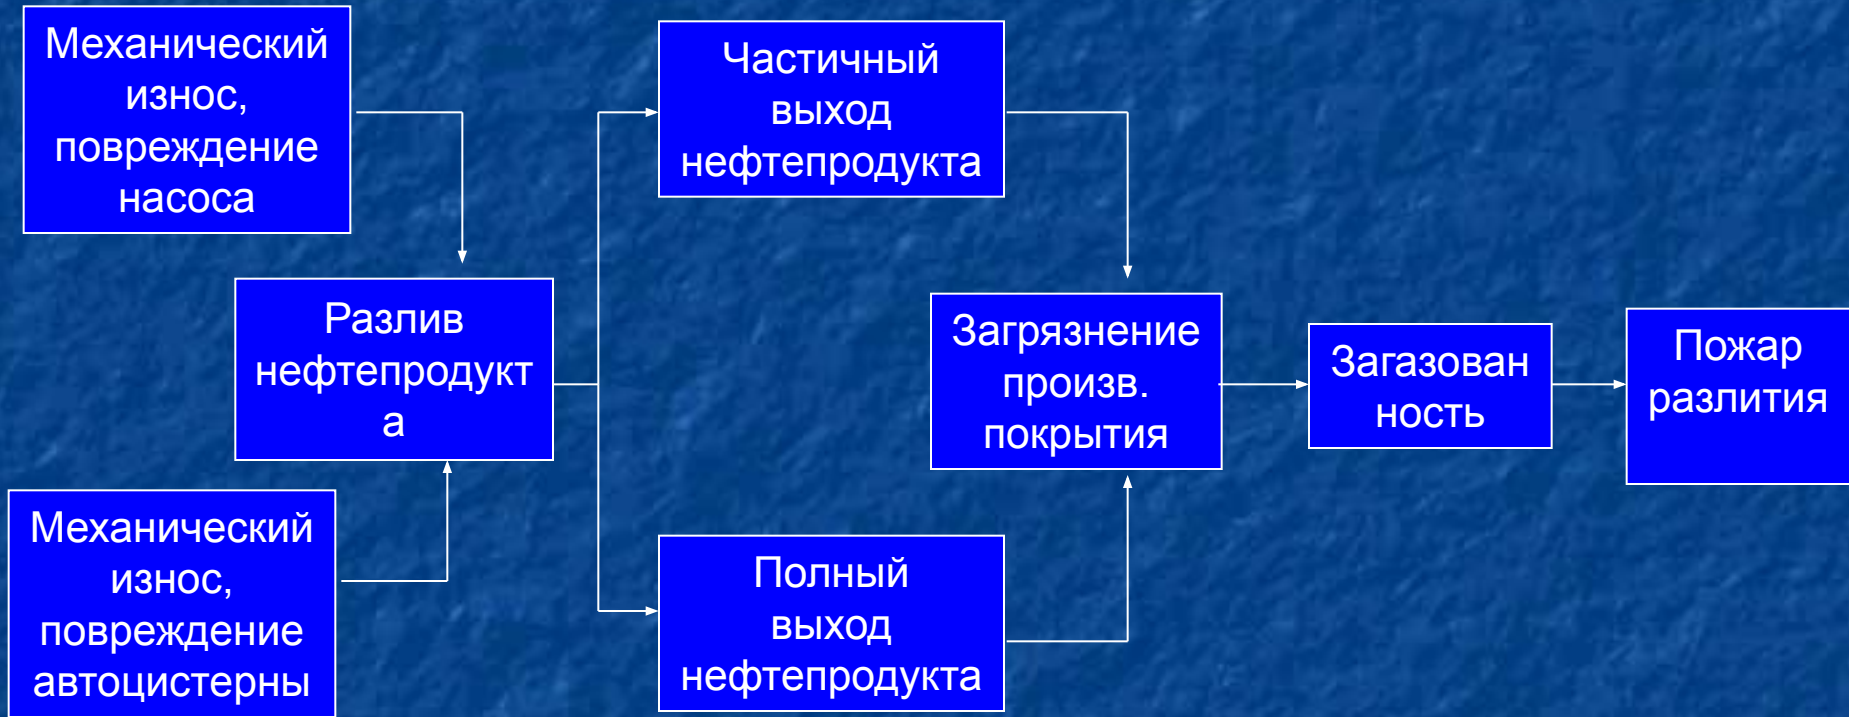 Механический
износ,
повреждение
насоса
Частичный
выход
нефтепродукта
Разлив
нефтепродукт
а
Загрязнение
произв.
покрытия
Загазован
ность
Пожар
разлития
Механический
износ,
повреждение
автоцистерны
Полный
выход
нефтепродукта